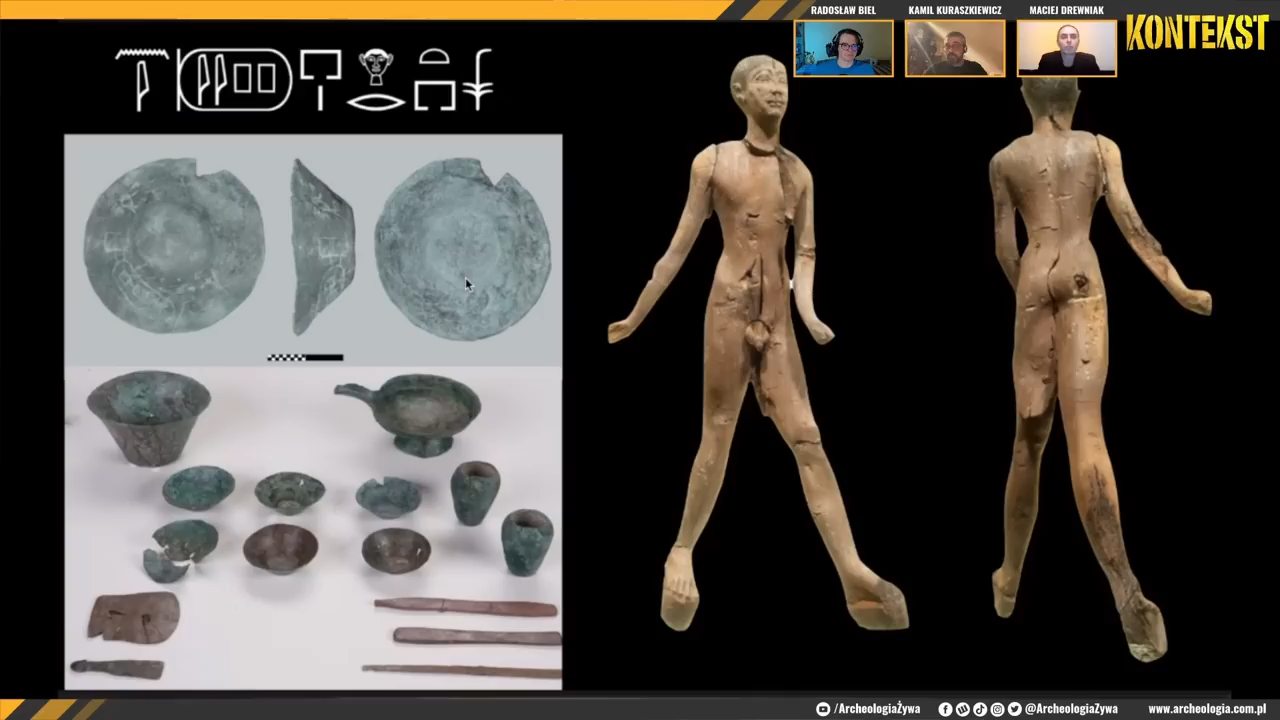 RADOSŁAW BIEL
KAMIL KURASZKIEWICZ
MACIEJ DREWNIAK
KONTEKST
/ArcheologiaŻywa
@ArcheologiaZywa
www.archeologia.com.pl